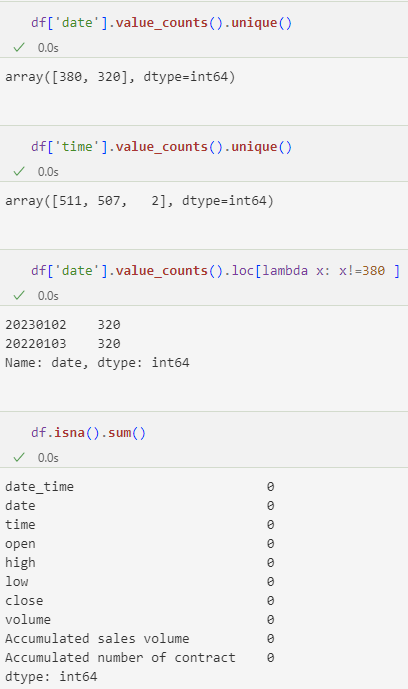 df['date'].value_counts().unique()
✓ 0.0s
array([380, 320], dtype=int64)
df['time'].value_counts().unique()
✓ 0.0s
array([511, 507,   2], dtype=int64)
df['date'].value_counts().loc[lambda x: x!=380 ]
✓ 0.0s
20230102    320
20220103    320
Name: date, dtype: int64
df.isna().sum()
✓ 0.0s
date_time                         0
date                              0
time                              0
open                              0
high                              0
low                               0
close                             0
volume                            0
Accumulated sales volume          0
Accumulated number of contract    0
dtype: int64